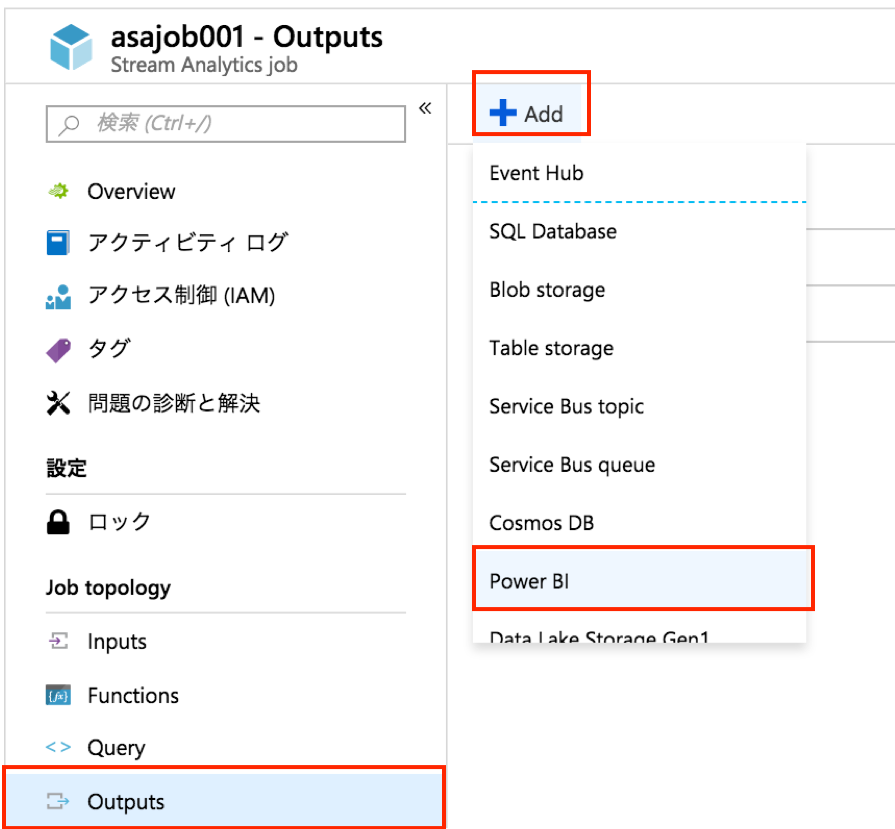 asajob001 - Outputs
Stream Analytics job
検索 (Ctrl+/)
«
Overview
アクティビティ ログ
アクセス制御 (IAM)
タグ
問題の診断と解決
設定
ロック
Job topology
Inputs
Functions
Query
Outputs
Add
Event Hub
SQL Database
Blob storage
Table storage
Service Bus topic
Service Bus queue
Cosmos DB
Power BI
Data Lake Storage Gen1